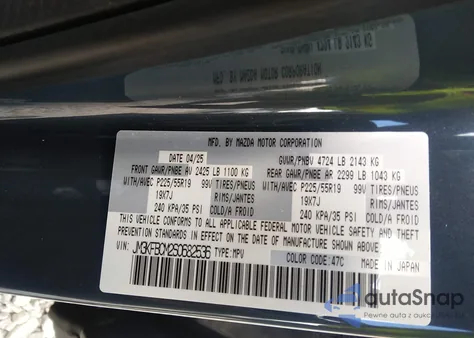 MFD. BY MAZDA MOTOR CORPORATION
DATE 04/25
GVWR/PNBV 4724 LB 2143 KG
FRONT GAWR/PNBE AV 2425 LB 1100 KG
REAR GAWR/PNBE AR 2299 LB 1043 KG
WITH/AVEC P225/55R19 99V TIRES/PNEUS
WITH/AVEC P225/55R19 99V TIRES/PNEUS
19X7J RIMS/JANTES
19X7J RIMS/JANTES
240 KPA/35 PSI COLD/A FROID
240 KPA/35 PSI COLD/A FROID
THIS VEHICLE CONFORMS TO ALL APPLICABLE FEDERAL MOTOR VEHICLE SAFETY AND THEFT
PREVENTION STANDARDS IN EFFECT ON THE DATE OF MANUFACTURE SHOWN ABOVE.
VIN: JM3KFBCM2S0682536 TYPE:MPV
COLOR CODE:47C
MADE IN JAPAN
autaSnap
Pewne auta z aukcji w USA